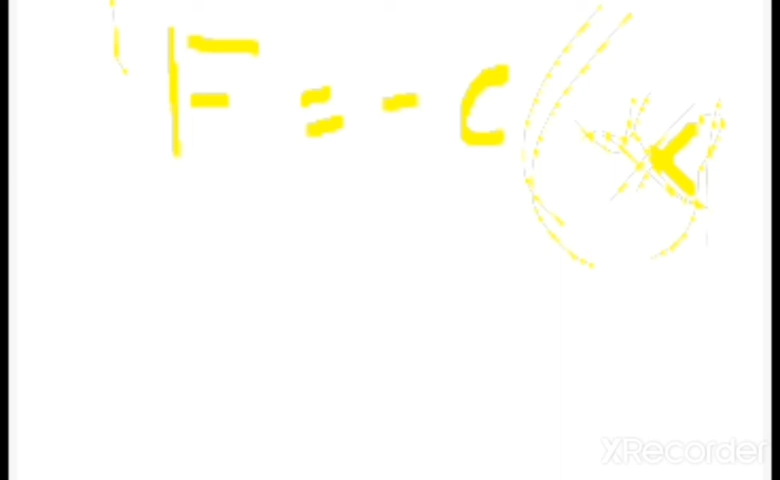 F = - c (x
XRecorder